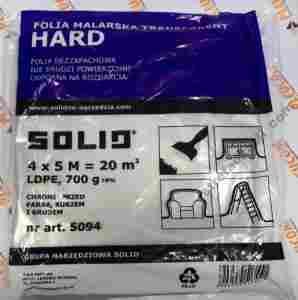 FOLIA MALARSKA TRANSPARENT
HARD
FOLIA BEZZAPACHOWA
NIE BRUDZI POWIERZCHNI
ODPORNA NA ROZDARCIA
SOLID
4 x 5 M = 20 m²
LDPE, 700 g
CHRONI PRZED
FARBĄ, KURZEM
I BRUDEM
nr art. 5094
GRUPA NARZĘDZIOWA SOLID